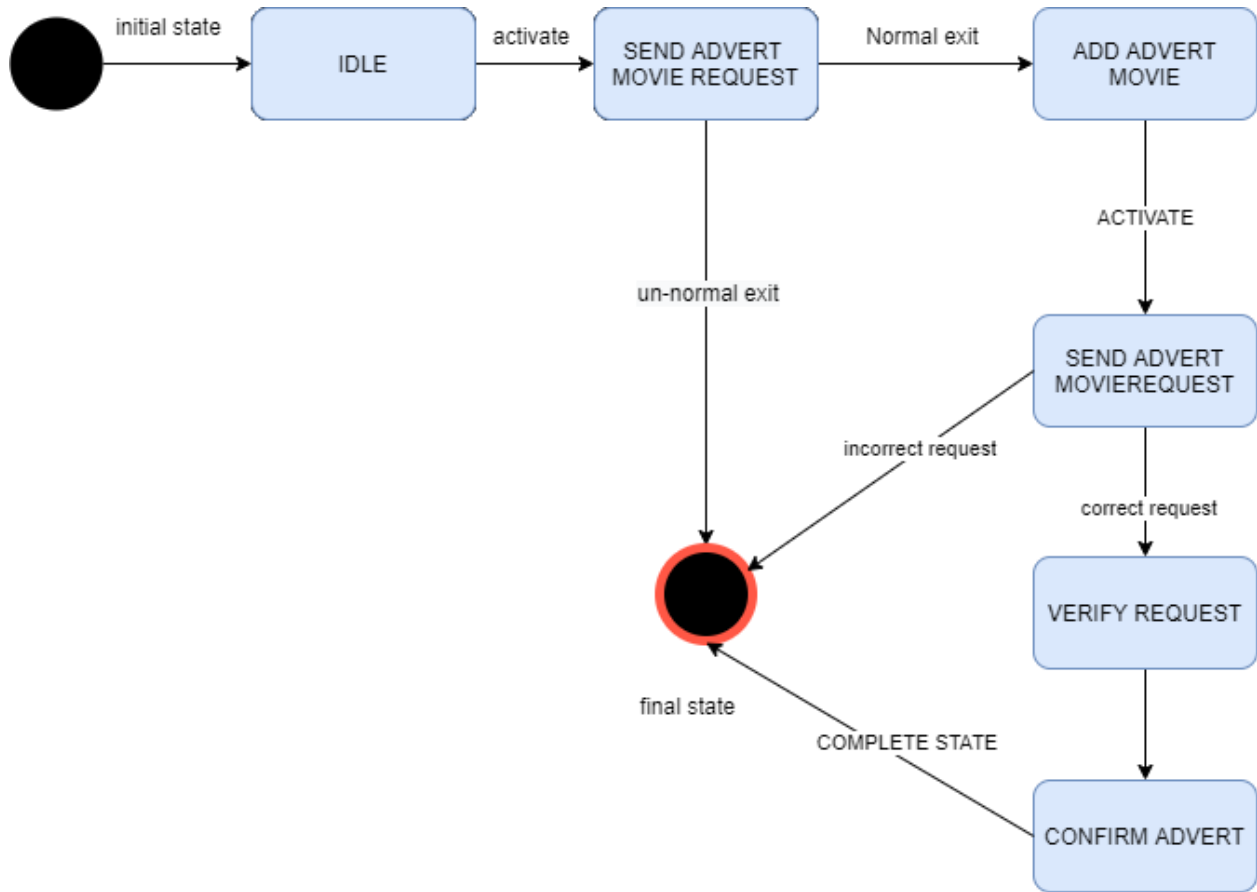 initial state
IDLE
activate
SEND ADVERT
MOVIE REQUEST
Normal exit
ADD ADVERT
MOVIE
ACTIVATE
un-normal exit
SEND ADVERT
MOVIEREQUEST
incorrect request
correct request
VERIFY REQUEST
final state
COMPLETE STATE
CONFIRM ADVERT